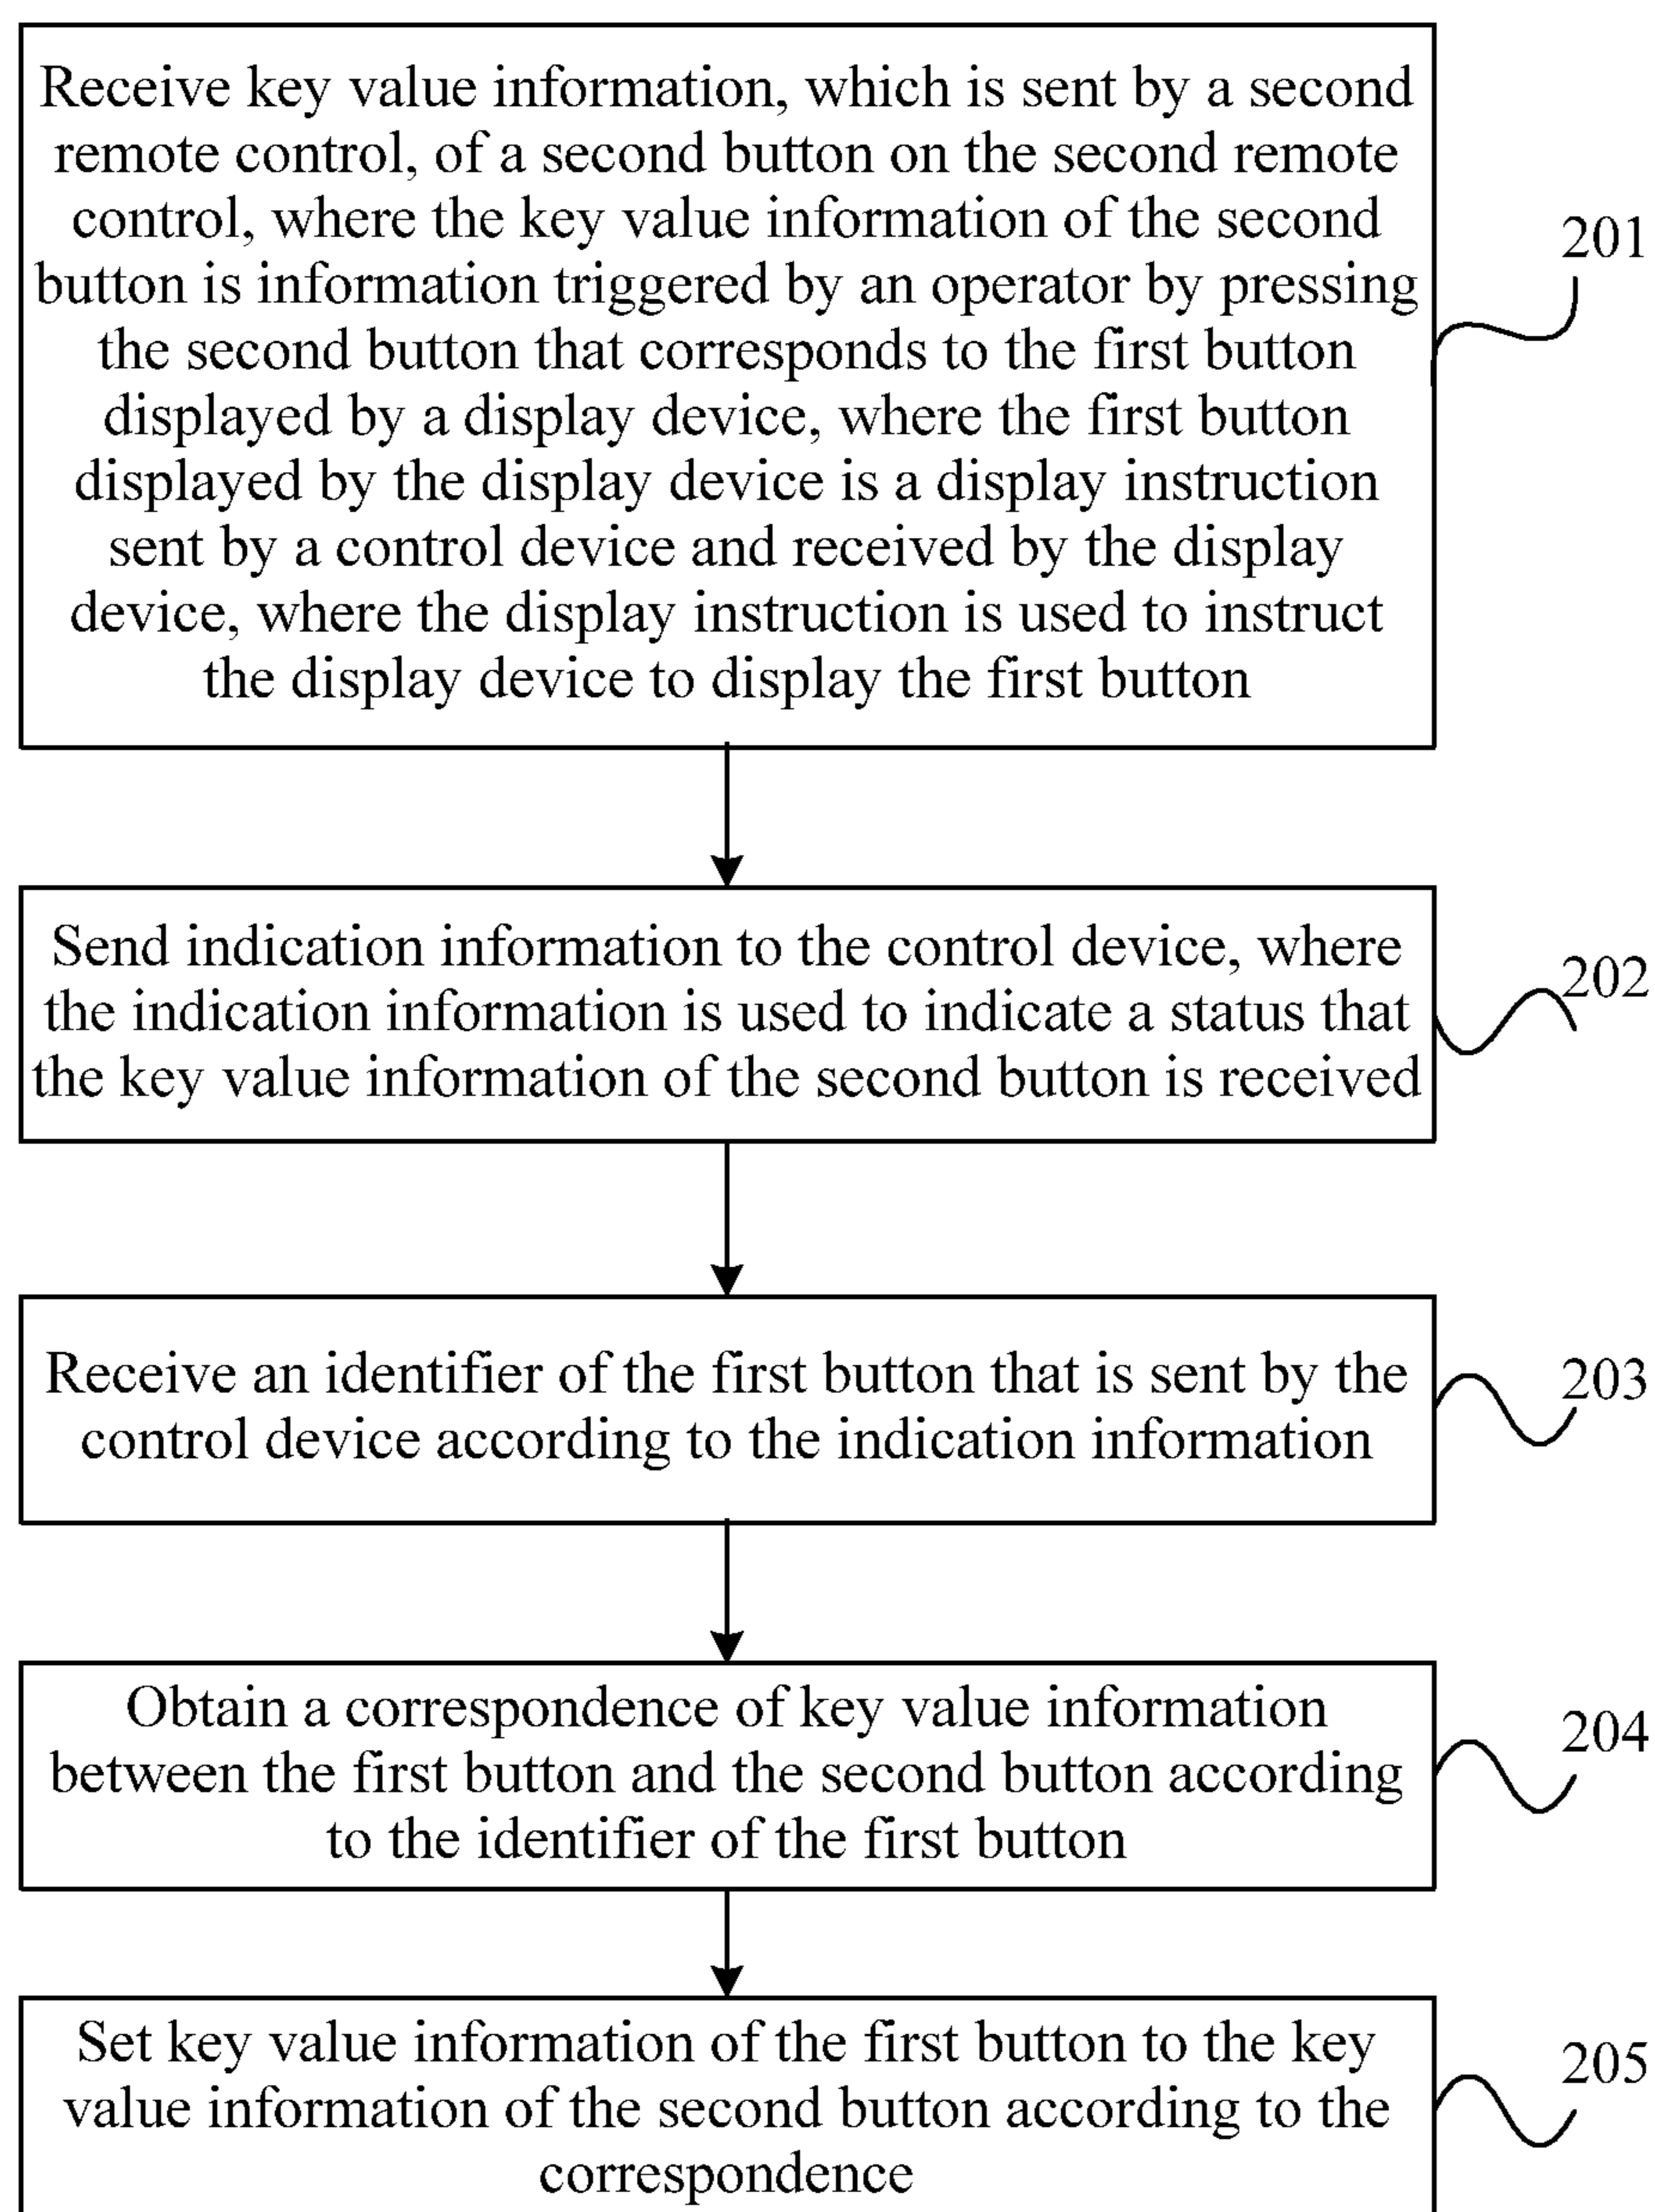 Receive key value information, which is sent by a second
remote control, of a second button on the second remote
control, where the key value information of the second
button is information triggered by an operator by pressing
the second button that corresponds to the first button
displayed by a display device, where the first button
displayed by the display device is a display instruction
sent by a control device and received by the display
device, where the display instruction is used to instruct
the display device to display the first button
201
Send indication information to the control device, where
the indication information is used to indicate a status that
the key value information of the second button is received
202
Receive an identifier of the first button that is sent by the
control device according to the indication information
203
Obtain a correspondence of key value information
between the first button and the second button according
to the identifier of the first button
204
Set key value information of the first button to the key
value information of the second button according to the
correspondence
205